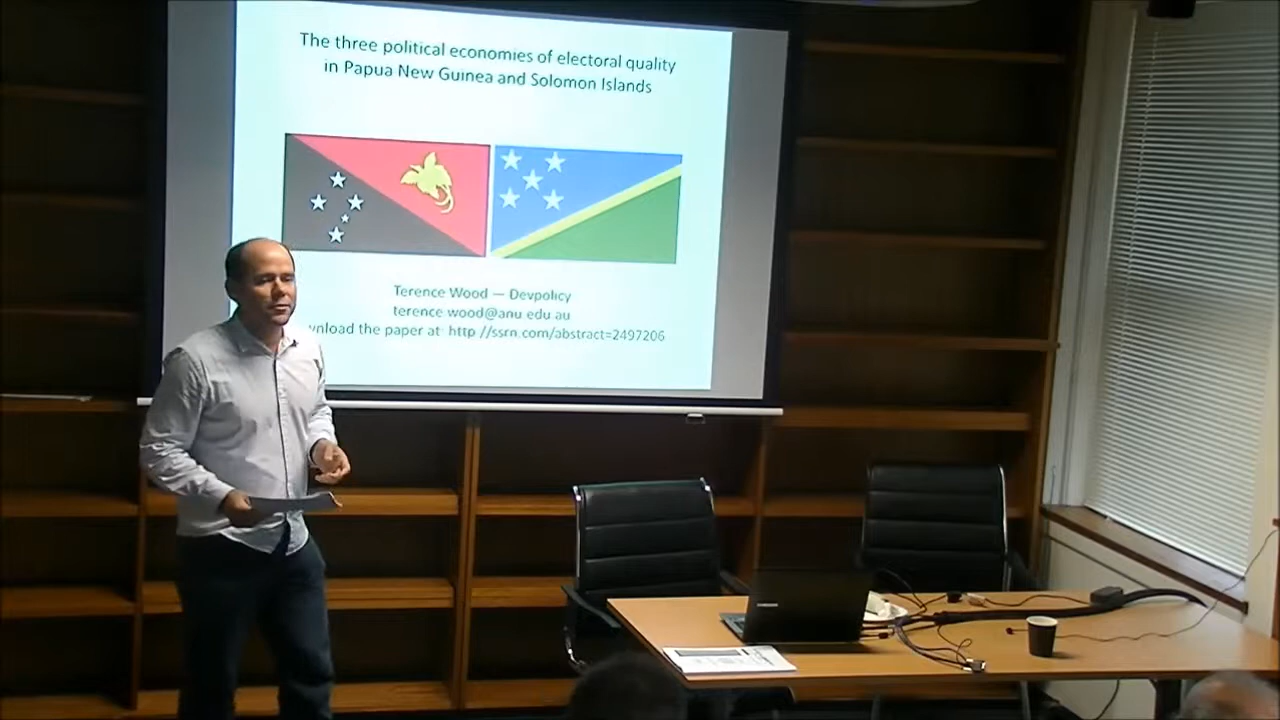 The three political economies of electoral quality
in Papua New Guinea and Solomon Islands
Terence Wood — Devpolicy
terence wood@anu edu au
wnload the paper at: http //ssrn.com/abstract=2497206